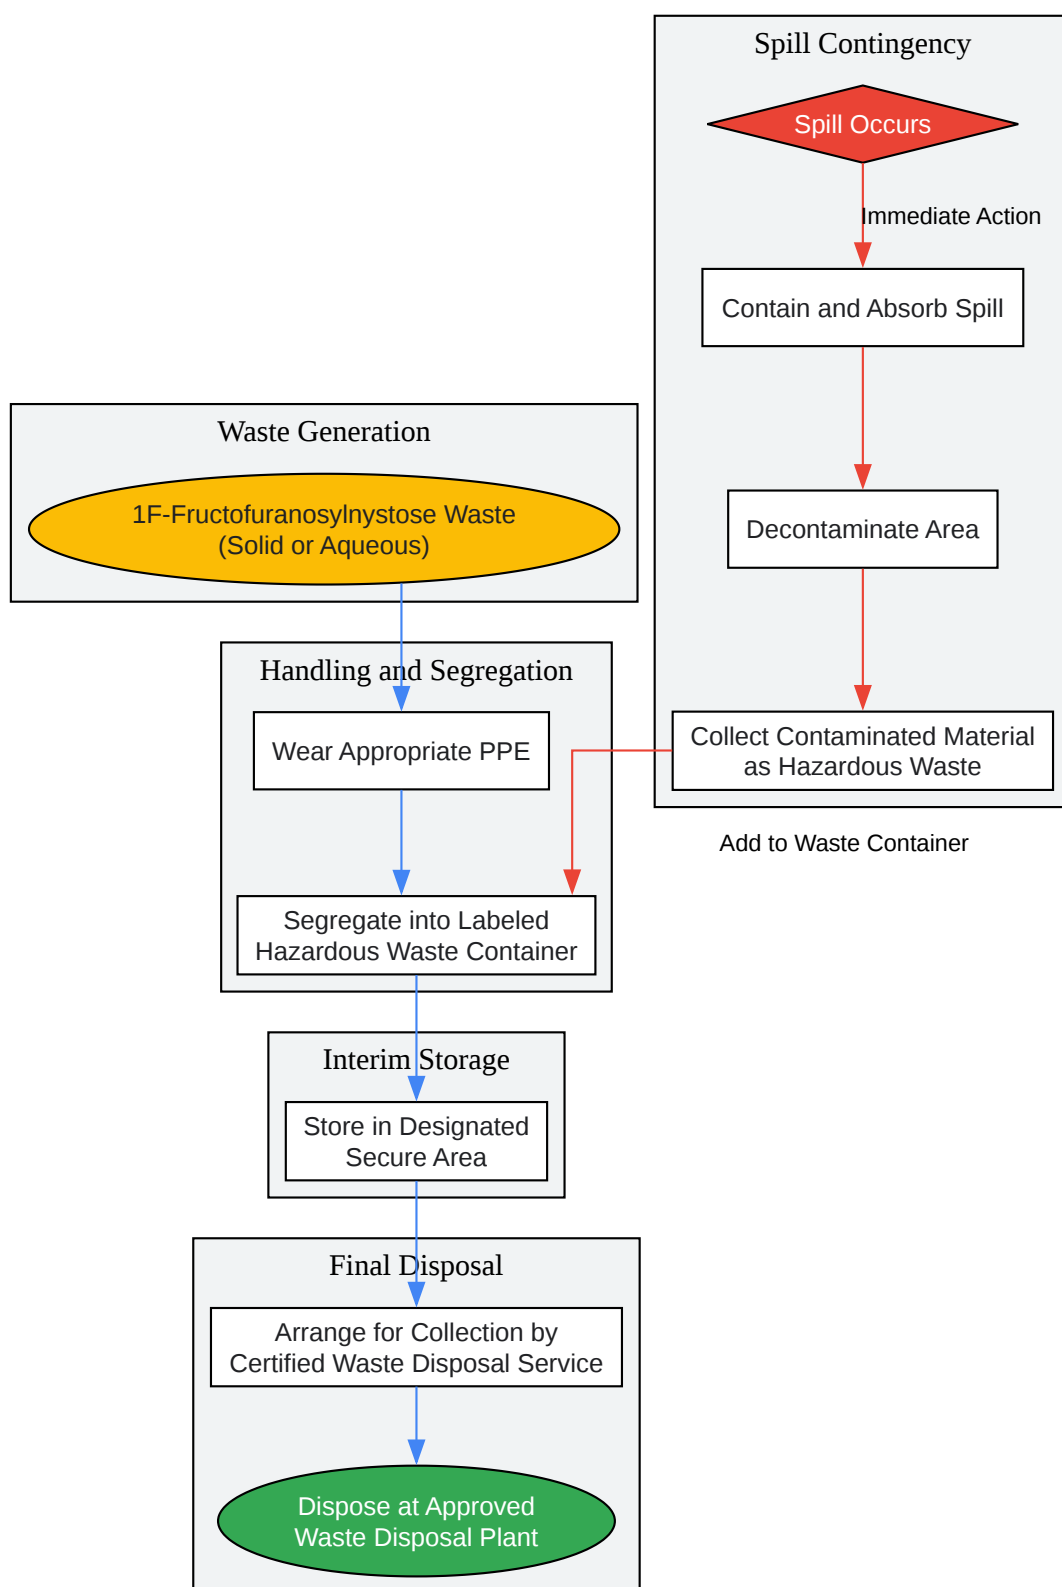 Spill Contingency
Spill Occurs
Immediate Action
Contain and Absorb Spill
Decontaminate Area
Collect Contaminated Material
as Hazardous Waste
Add to Waste Container
Waste Generation
1F-Fructofuranosylnystose Waste
(Solid or Aqueous)
Handling and Segregation
Wear Appropriate PPE
Segregate into Labeled
Hazardous Waste Container
Interim Storage
Store in Designated
Secure Area
Final Disposal
Arrange for Collection by
Certified Waste Disposal Service
Dispose at Approved
Waste Disposal Plant